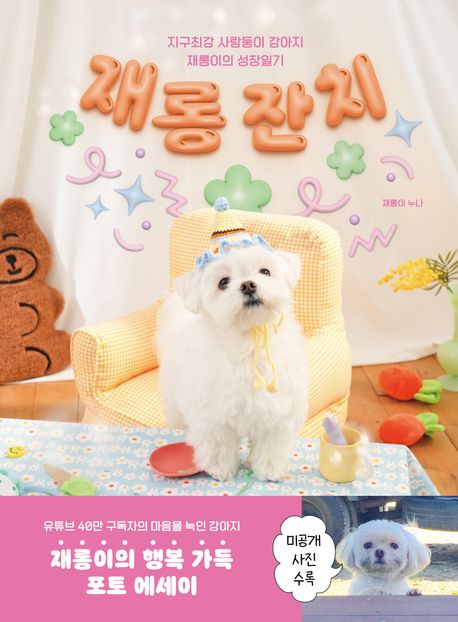 지구최강 사랑둥이 강아지
재롱이의 성장일기
재롱 잔치
재롱이 누나
유튜브 40만 구독자의 마음을 녹인 강아지
재롱이의 행복 가득
포토 에세이
미공개
사진
수록